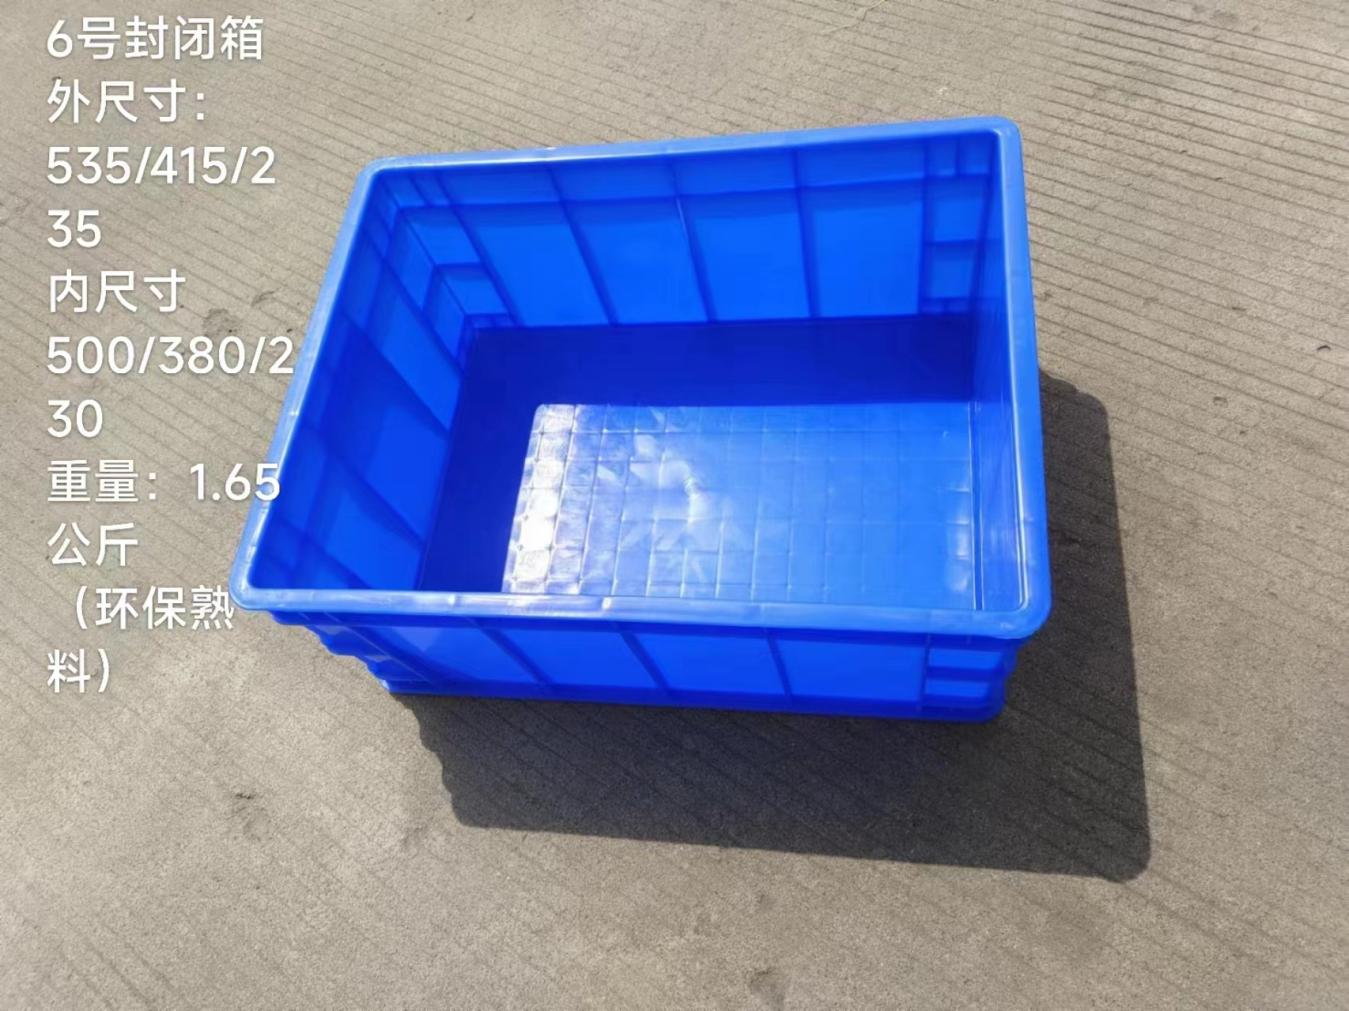 6号封闭箱
外尺寸：
535/415/2
35
内尺寸
500/380/2
30
重量：1.65
公斤
（环保熟
料）